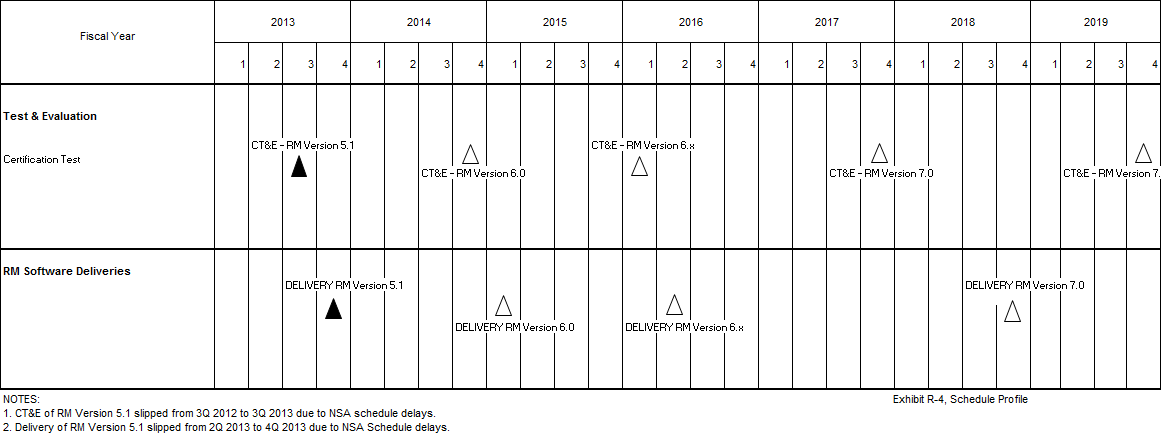 Fiscal Year 2013 2014 2015 2016 2017 2018 2019
1 2 3 4 1 2 3 4 1 2 3 4 1 2 3 4 1 2 3 4 1 2 3 4 1 2 3 4
Test & Evaluation
CT&E - RM Version 5.1 CT&E - RM Version 6.x
Certification Test
CT&E - RM Version 6.0 CT&E - RM Version 7.0 CT&E - RM Version 7.
RM Software Deliveries
DELIVERY RM Version 5.1 DELIVERY RM Version 7.0
DELIVERY RM Version 6.0 DELIVERY RM Version 6.x
NOTES: Exhibit R-4, Schedule Profile
1. CT&E of RM Version 5.1 slipped from 3Q 2012 to 3Q 2013 due to NSA schedule delays.
2. Delivery of RM Version 5.1 slipped from 2Q 2013 to 4Q 2013 due to NSA Schedule delays.